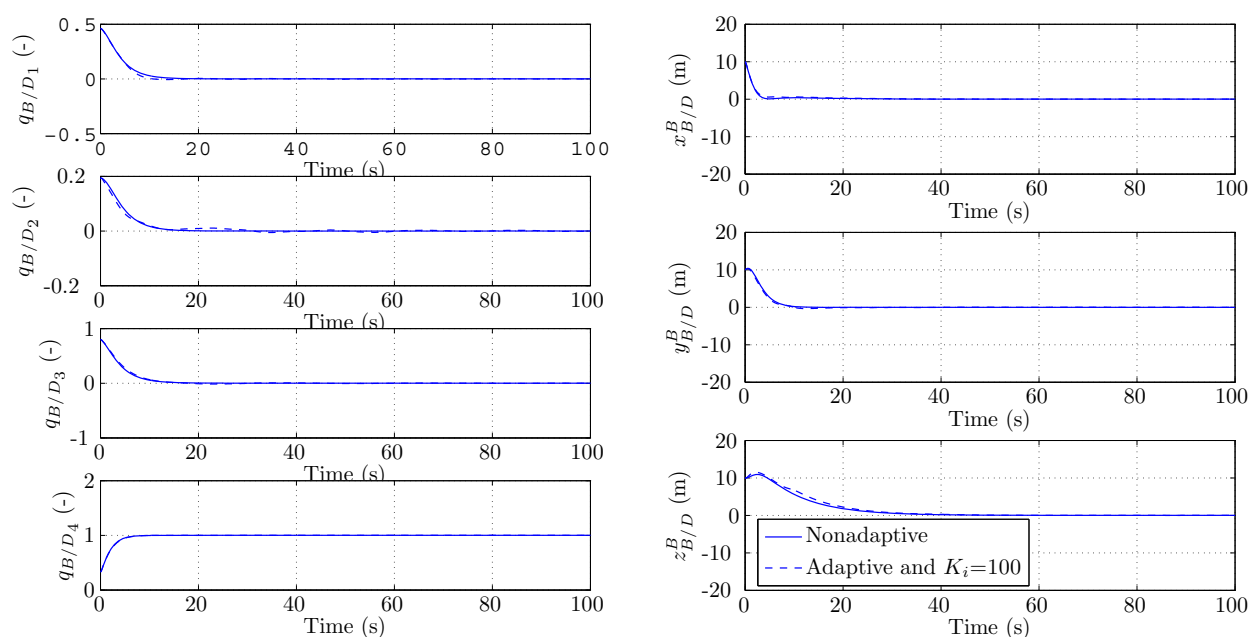 0.5
0
-0.5
q_{B/D_1} (-)
0 20 40 60 80 100
Time (s)
0.2
0
-0.2
q_{B/D_2} (-)
0 20 40 60 80 100
Time (s)
1
0
-1
q_{B/D_3} (-)
0 20 40 60 80 100
Time (s)
2
1
0
q_{B/D_4} (-)
0 20 40 60 80 100
Time (s)
20
10
0
-10
-20
x^B_{B/D} (m)
0 20 40 60 80 100
Time (s)
20
10
0
-10
-20
y^B_{B/D} (m)
0 20 40 60 80 100
Time (s)
20
10
0
-10
-20
z^B_{B/D} (m)
Nonadaptive
Adaptive and K_i=100
0 20 40 60 80 100
Time (s)